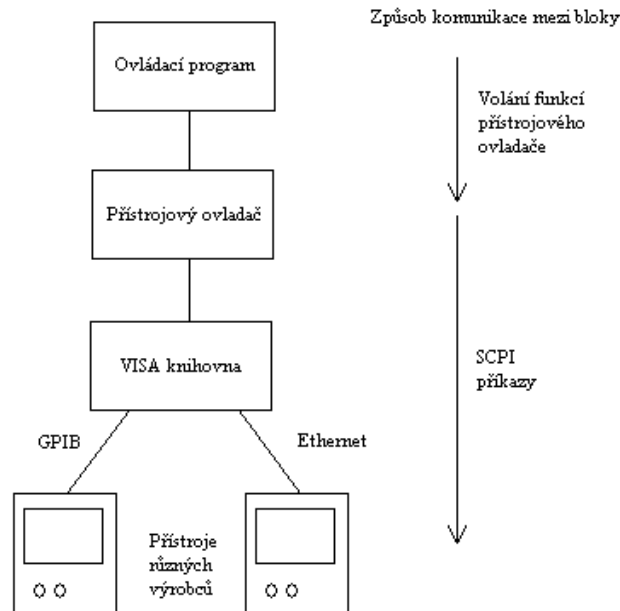 Způsob komunikace mezi bloky
Ovládací program
Volání funkcí
přístrojového
ovladače
Přístrojový ovladač
VISA knihovna
SCPI
příkazy
GPIB
Ethernet
Přístroje
různých
výrobců